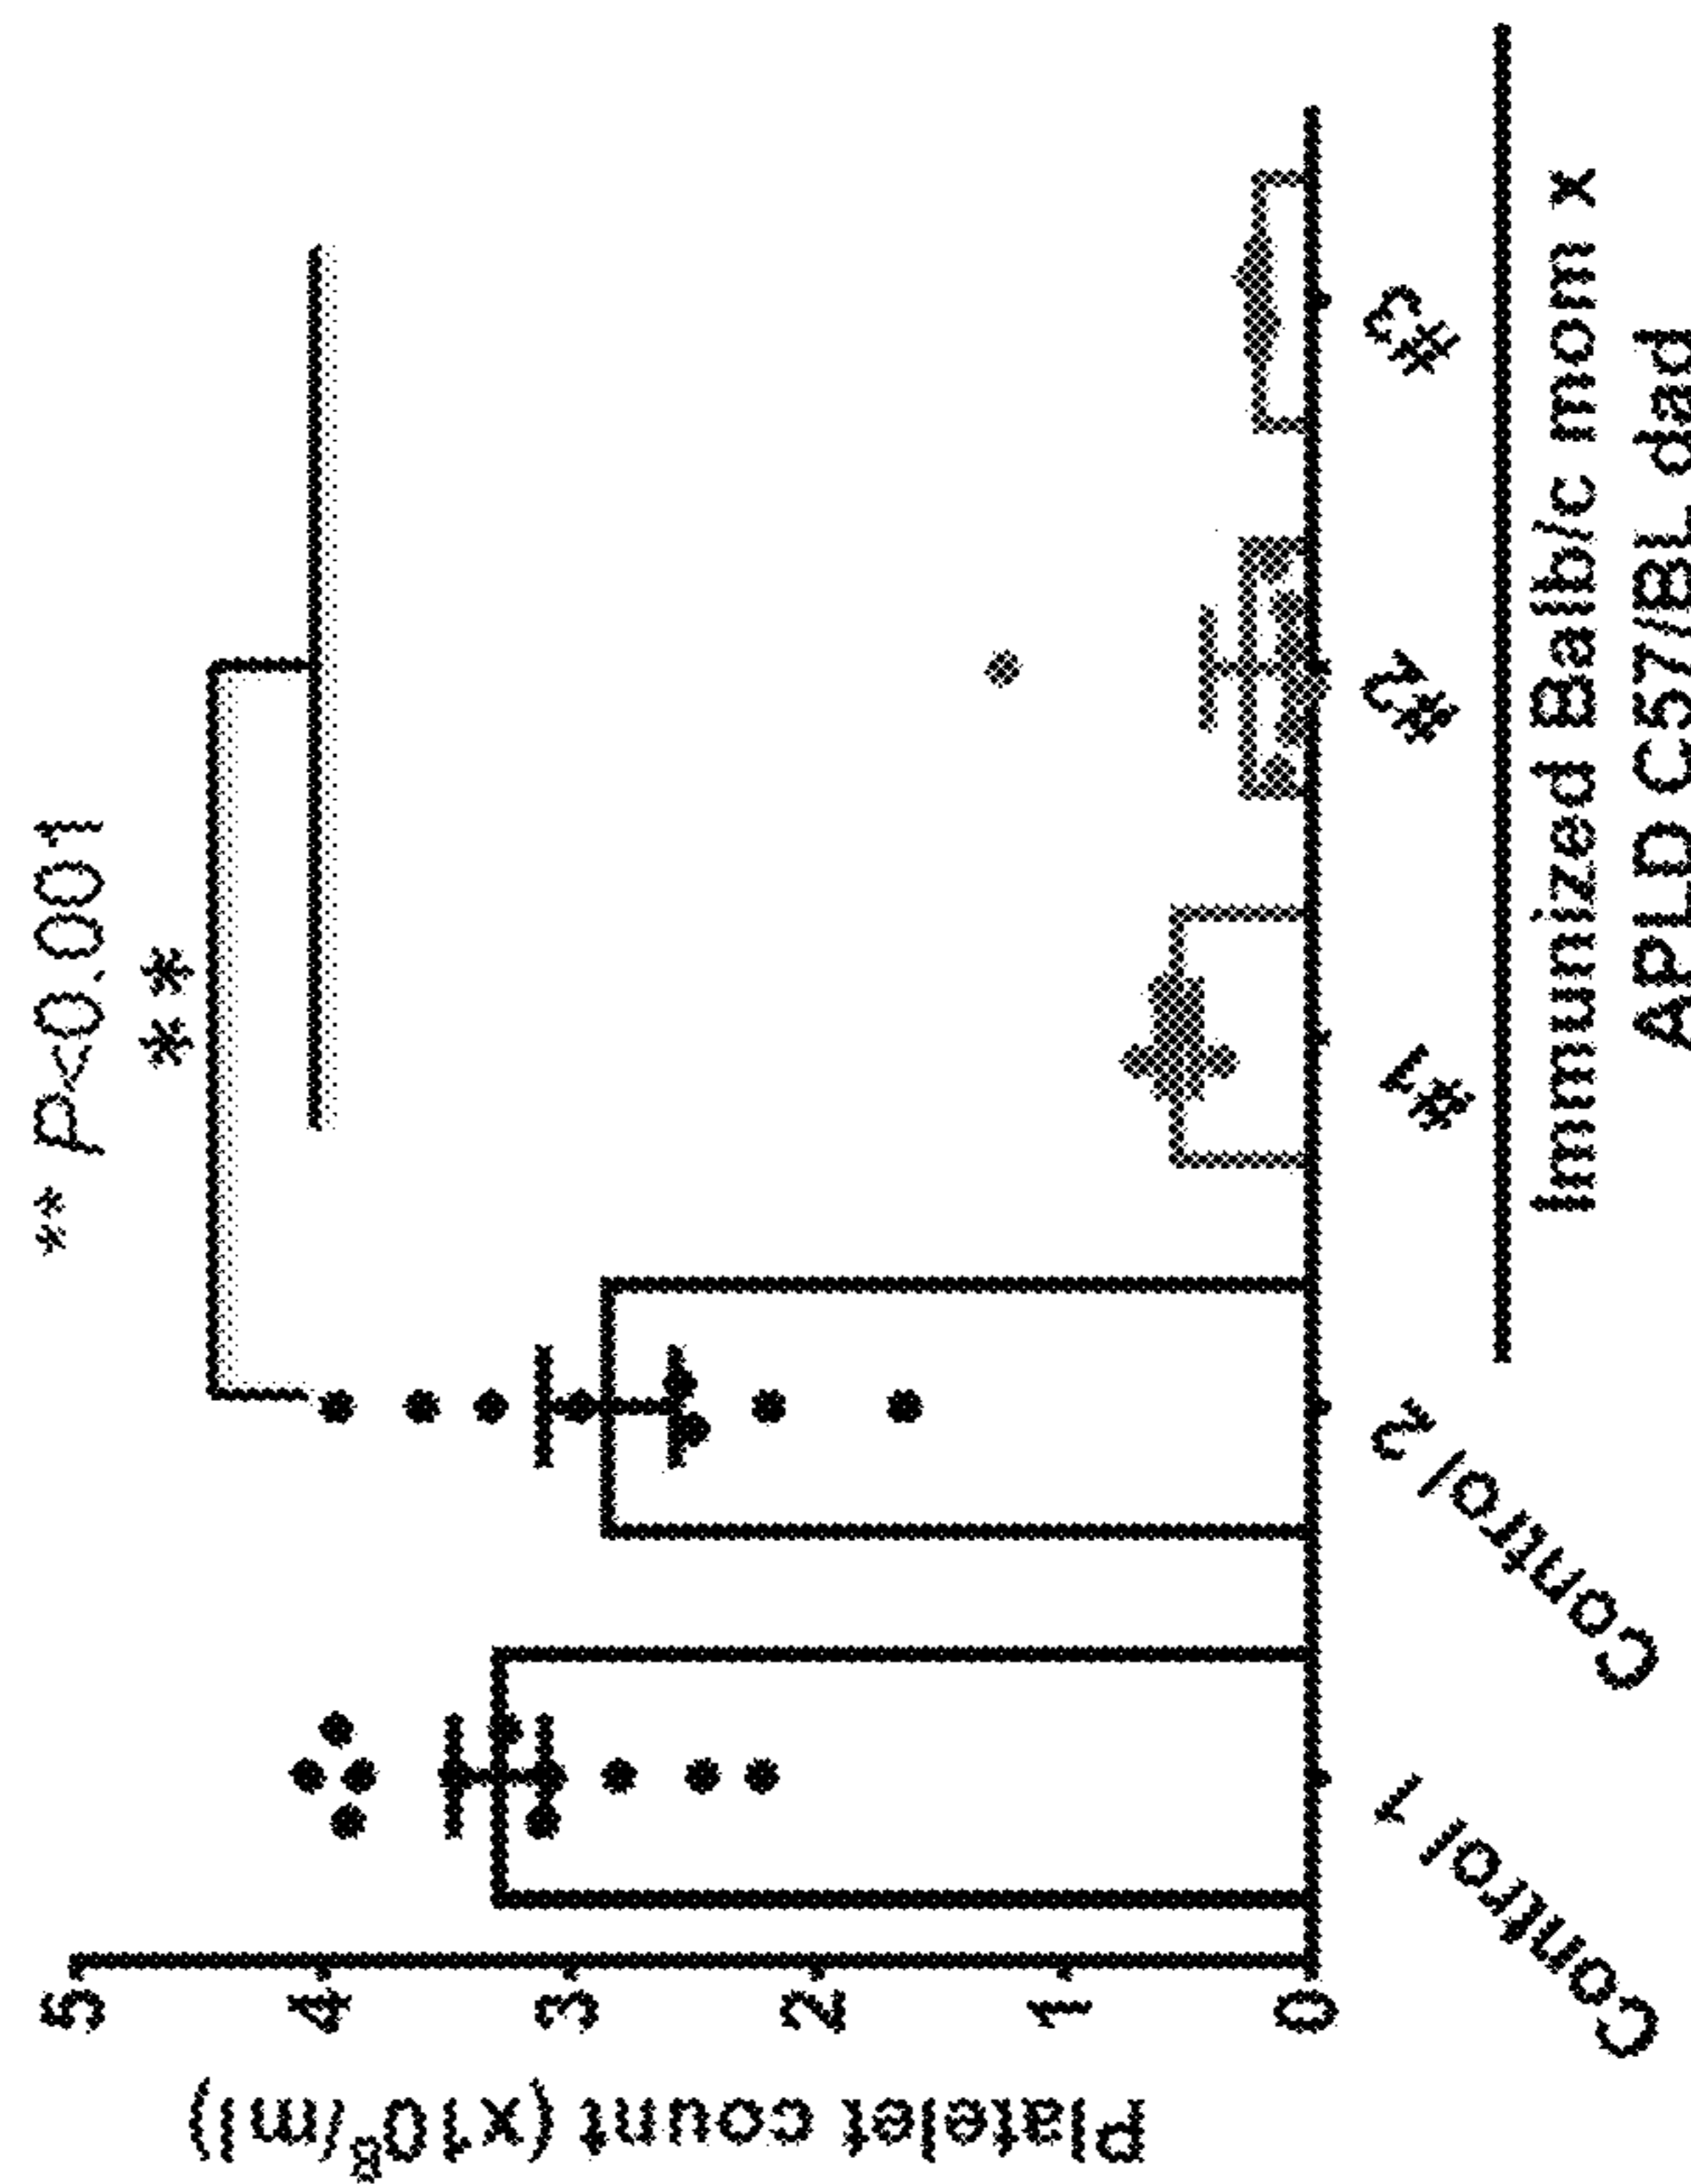 ** P<0.001
**
Platelet count (x10⁸/ml)
5
4
3
2
1
0
Control 1
Control 2
#1
#2
#3
Immunized Balb/c mom x
APLD C57/BL dad